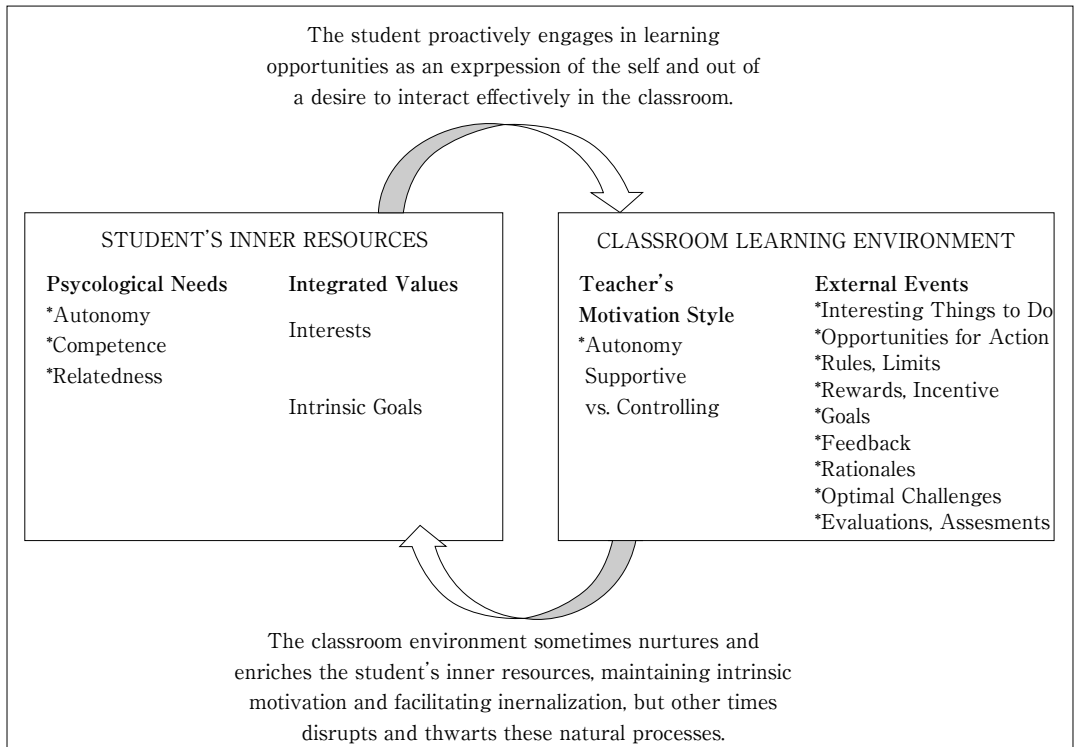 The student proactively engages in learning
opportunities as an exprpession of the self and out of
a desire to interact effectively in the classroom.
STUDENT'S INNER RESOURCES
Psycological Needs
*Autonomy
*Competence
*Relatedness
Integrated Values
Interests
Intrinsic Goals
CLASSROOM LEARNING ENVIRONMENT
Teacher's
Motivation Style
*Autonomy
Supportive
vs. Controlling
External Events
*Interesting Things to Do
*Opportunities for Action
*Rules, Limits
*Rewards, Incentive
*Goals
*Feedback
*Rationales
*Optimal Challenges
*Evaluations, Assesments
The classroom environment sometimes nurtures and
enriches the student's inner resources, maintaining intrinsic
motivation and facilitating inernalization, but other times
disrupts and thwarts these natural processes.